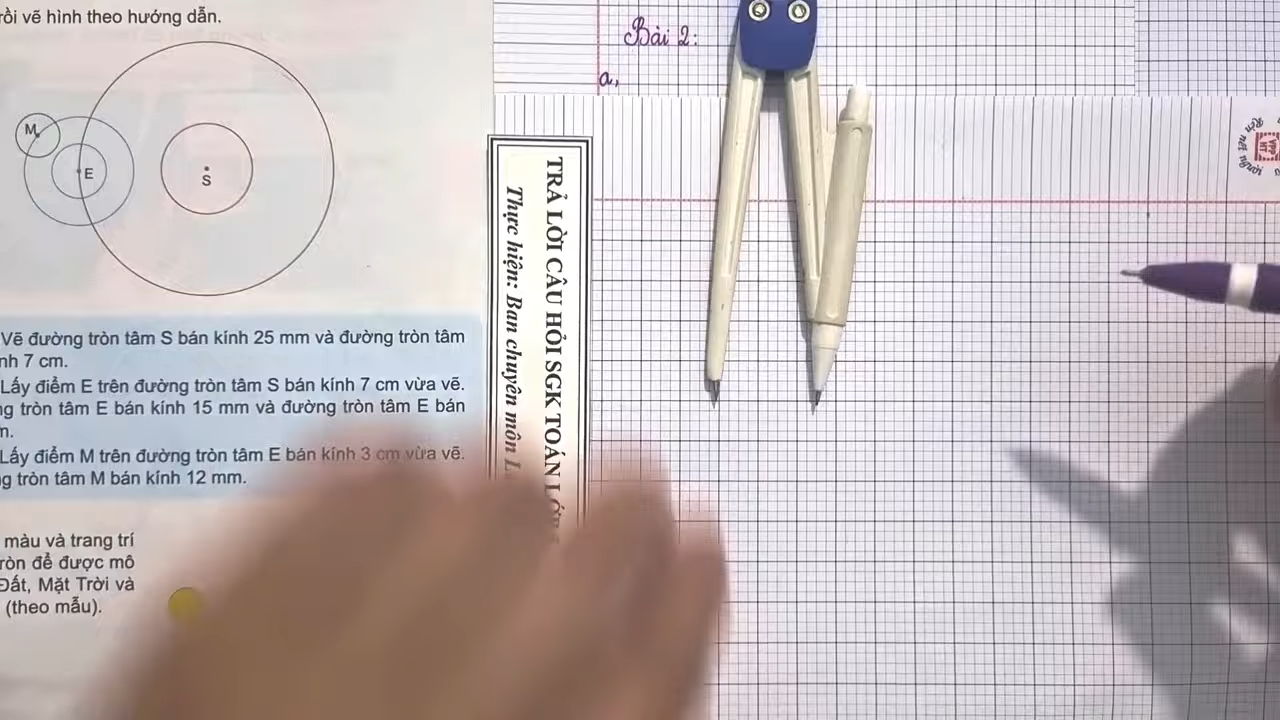 rồi vẽ hình theo hướng dẫn.
M
E
S
Vẽ đường tròn tâm S bán kính 25 mm và đường tròn tâm
nh 7 cm.
Lấy điểm E trên đường tròn tâm S bán kính 7 cm vừa vẽ.
g tròn tâm E bán kính 15 mm và đường tròn tâm E bán
n.
Lấy điểm M trên đường tròn tâm E bán kính 3 cm vừa vẽ.
g tròn tâm M bán kính 12 mm.
màu và trang trí
ròn để được mô
Đất, Mặt Trời và
(theo mẫu).
TRẢ LỜI CÂU HỎI SGK TOÁN LỚP
Thực hiện: Ban chuyên môn L
Bài 2:
a,
nét người